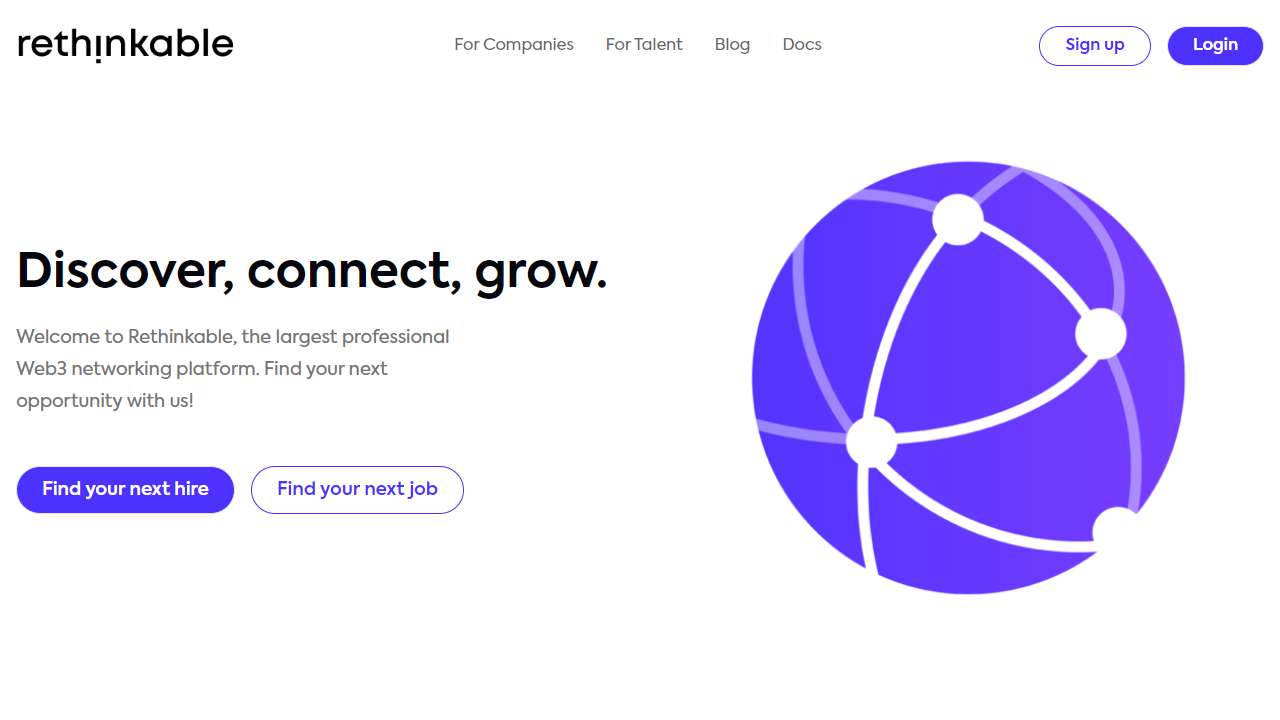 rethinkable
For Companies
For Talent
Blog
Docs
Sign up
Login
Discover, connect, grow.
Welcome to Rethinkable, the largest professional
Web3 networking platform. Find your next
opportunity with us!
Find your next hire
Find your next job